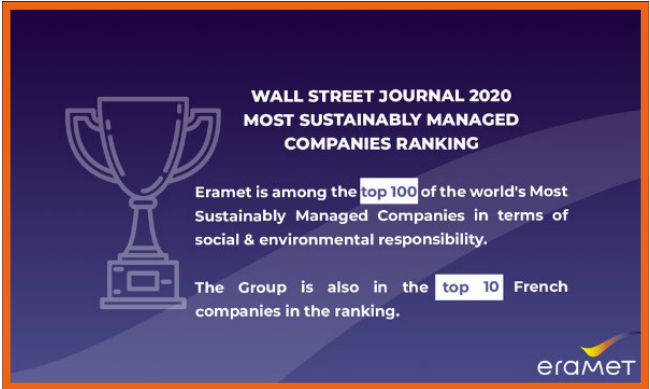 WALL STREET JOURNAL 2020
MOST SUSTAINABLY MANAGED
COMPANIES RANKING
Eramet is among the top 100 of the world's Most
Sustainably Managed Companies in terms of
social & environmental responsibility.
The Group is also in the top 10 French
companies in the ranking.
eramet